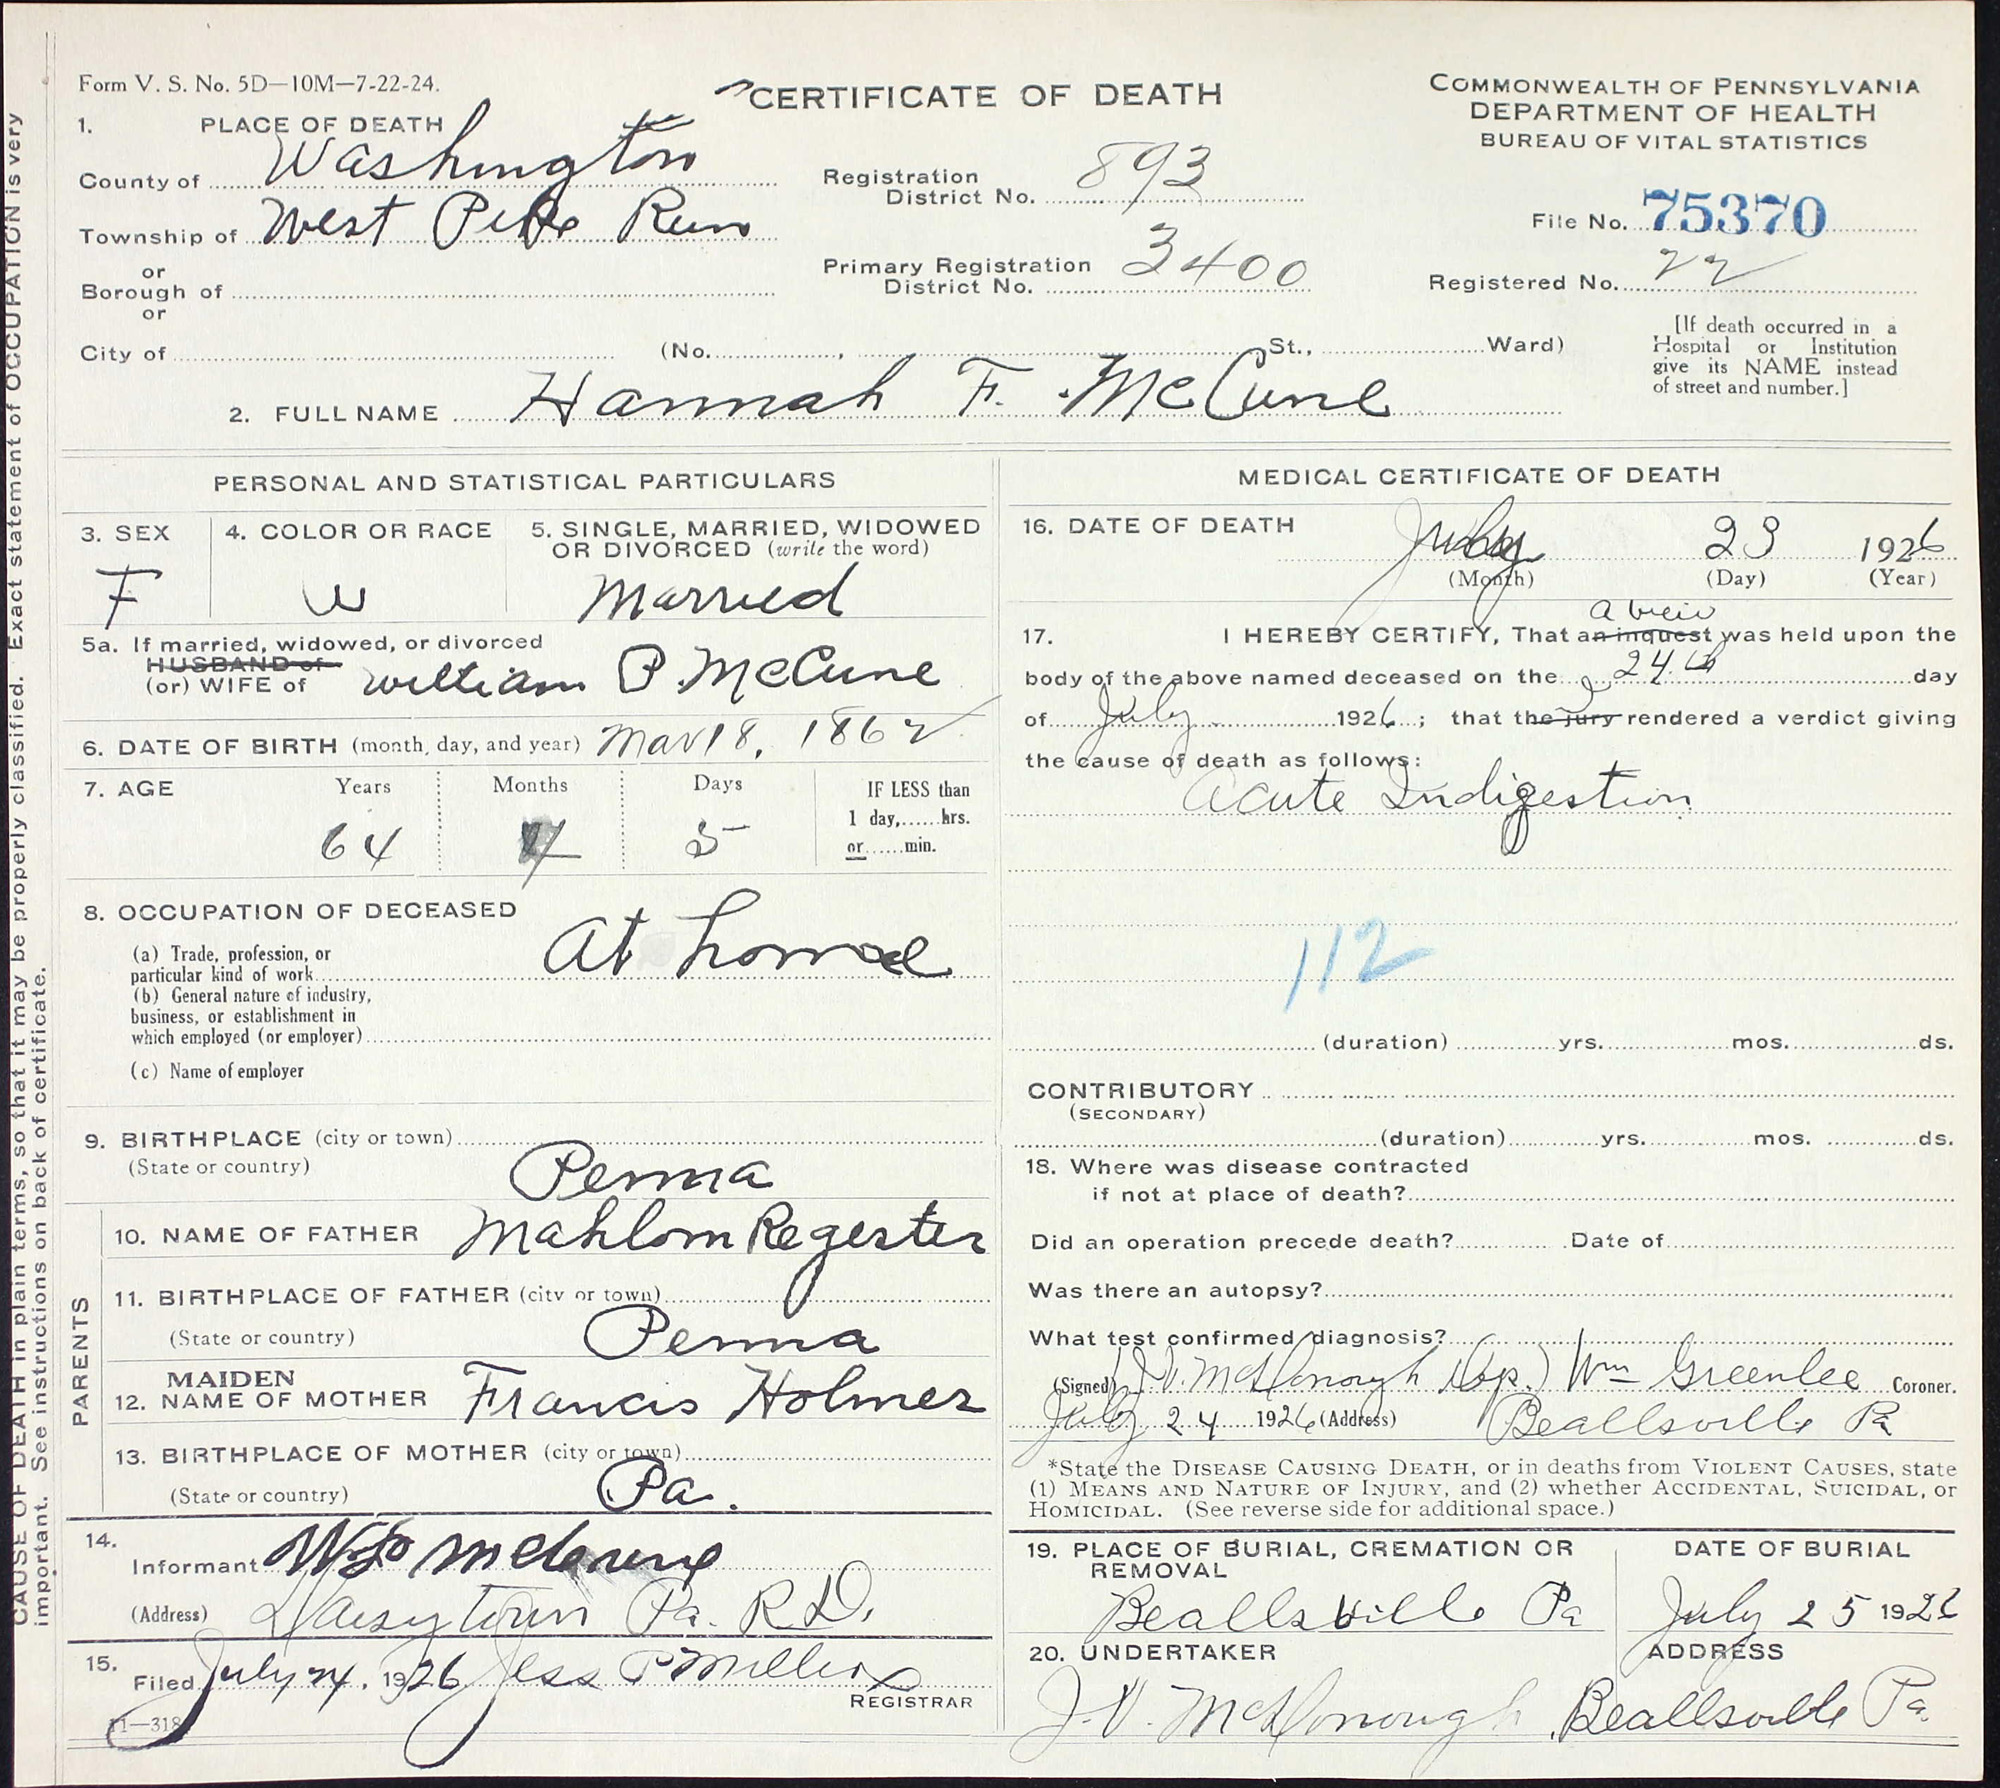 Form V. S. No. 5D—10M—7-22-24.
CERTIFICATE OF DEATH
COMMONWEALTH OF PENNSYLVANIA
DEPARTMENT OF HEALTH
BUREAU OF VITAL STATISTICS
1. PLACE OF DEATH
County of Washington
Township of West Pike Run
or
Borough of
or
City of (No. , St., Ward)
Registration District No. 893
Primary Registration District No. 3400
File No. 75370
Registered No. 22
[If death occurred in a
Hospital or Institution
give its NAME instead
of street and number.]
2. FULL NAME Hannah F. McCune
PERSONAL AND STATISTICAL PARTICULARS
3. SEX
F
4. COLOR OR RACE
W
5. SINGLE, MARRIED, WIDOWED
OR DIVORCED (write the word)
Married
5a. If married, widowed, or divorced
HUSBAND of
(or) WIFE of William P. McCune
6. DATE OF BIRTH (month, day, and year) Mar 18, 1862
7. AGE Years Months Days
64 4 5
IF LESS than
1 day,......hrs.
or......min.
8. OCCUPATION OF DECEASED
(a) Trade, profession, or
particular kind of work At home
(b) General nature of industry,
business, or establishment in
which employed (or employer)
(c) Name of employer
9. BIRTHPLACE (city or town)
(State or country) Penna
PARENTS
10. NAME OF FATHER Mahlon Regester
11. BIRTHPLACE OF FATHER (city or town)
(State or country) Penna
12. MAIDEN NAME OF MOTHER Francis Holmes
13. BIRTHPLACE OF MOTHER (city or town)
(State or country) Pa.
14.
Informant W P McCune
(Address) Daisytown Pa. R.D.
15.
Filed July 24, 1926 Jess P Miller
REGISTRAR
11—318
MEDICAL CERTIFICATE OF DEATH
16. DATE OF DEATH
July 23 1926
(Month) (Day) (Year)
a view
17. I HEREBY CERTIFY, That an inquest was held upon the
body of the above named deceased on the 24th day
I
of July 1926; that the jury rendered a verdict giving
the cause of death as follows:
Acute Indigestion
112
(duration) yrs. mos. ds.
CONTRIBUTORY
(SECONDARY)
(duration) yrs. mos. ds.
18. Where was disease contracted
if not at place of death?
Did an operation precede death? Date of
Was there an autopsy?
What test confirmed diagnosis?
(Signed) J.V. McDonough (Dep.) Wm Greenlee Coroner.
July 24 1926 (Address) Beallsville Pa
*State the DISEASE CAUSING DEATH, or in deaths from VIOLENT CAUSES, state
(1) MEANS AND NATURE OF INJURY, and (2) whether ACCIDENTAL, SUICIDAL, or
HOMICIDAL. (See reverse side for additional space.)
19. PLACE OF BURIAL, CREMATION OR
REMOVAL
Beallsville Pa
DATE OF BURIAL
July 25 1926
20. UNDERTAKER
J.V. McDonough
ADDRESS
Beallsville Pa.
CAUSE OF DEATH in plain terms, so that it may be properly classified. Exact statement of OCCUPATION is very
important. See instructions on back of certificate.